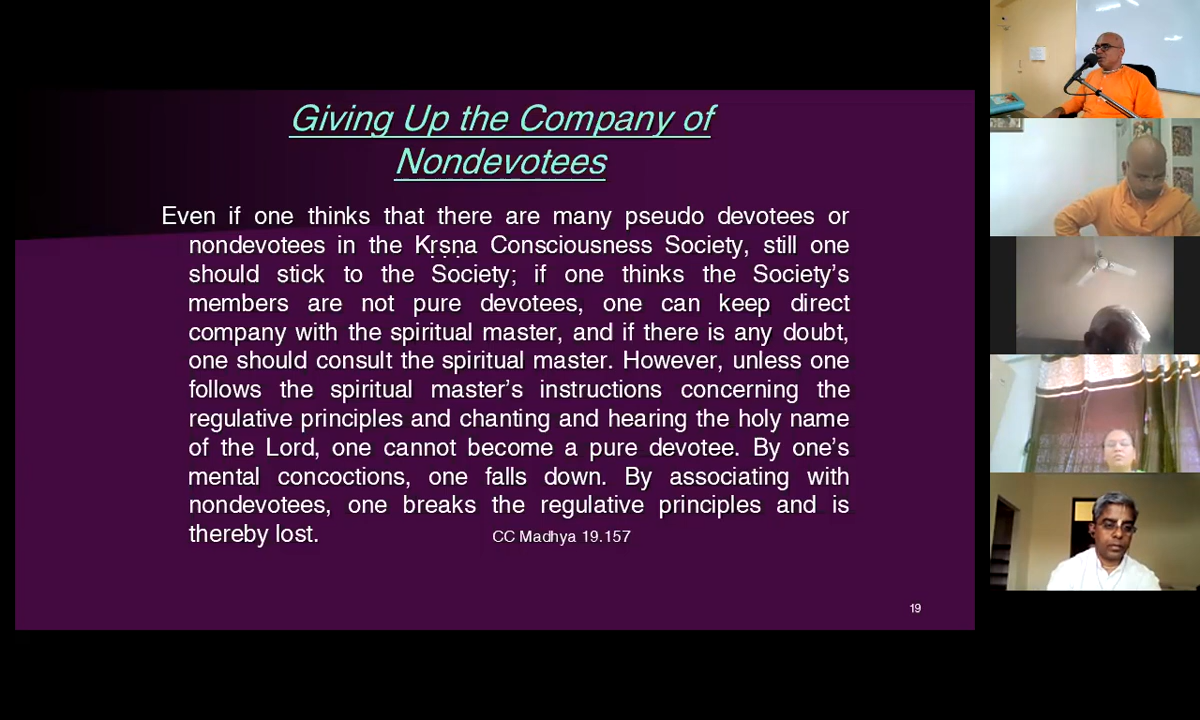 Giving Up the Company of
Nondevotees
Even if one thinks that there are many pseudo devotees or
nondevotees in the Kṛṣṇa Consciousness Society, still one
should stick to the Society; if one thinks the Society’s
members are not pure devotees, one can keep direct
company with the spiritual master, and if there is any doubt,
one should consult the spiritual master. However, unless one
follows the spiritual master’s instructions concerning the
regulative principles and chanting and hearing the holy name
of the Lord, one cannot become a pure devotee. By one’s
mental concoctions, one falls down. By associating with
nondevotees, one breaks the regulative principles and is
thereby lost. CC Madhya 19.157
19